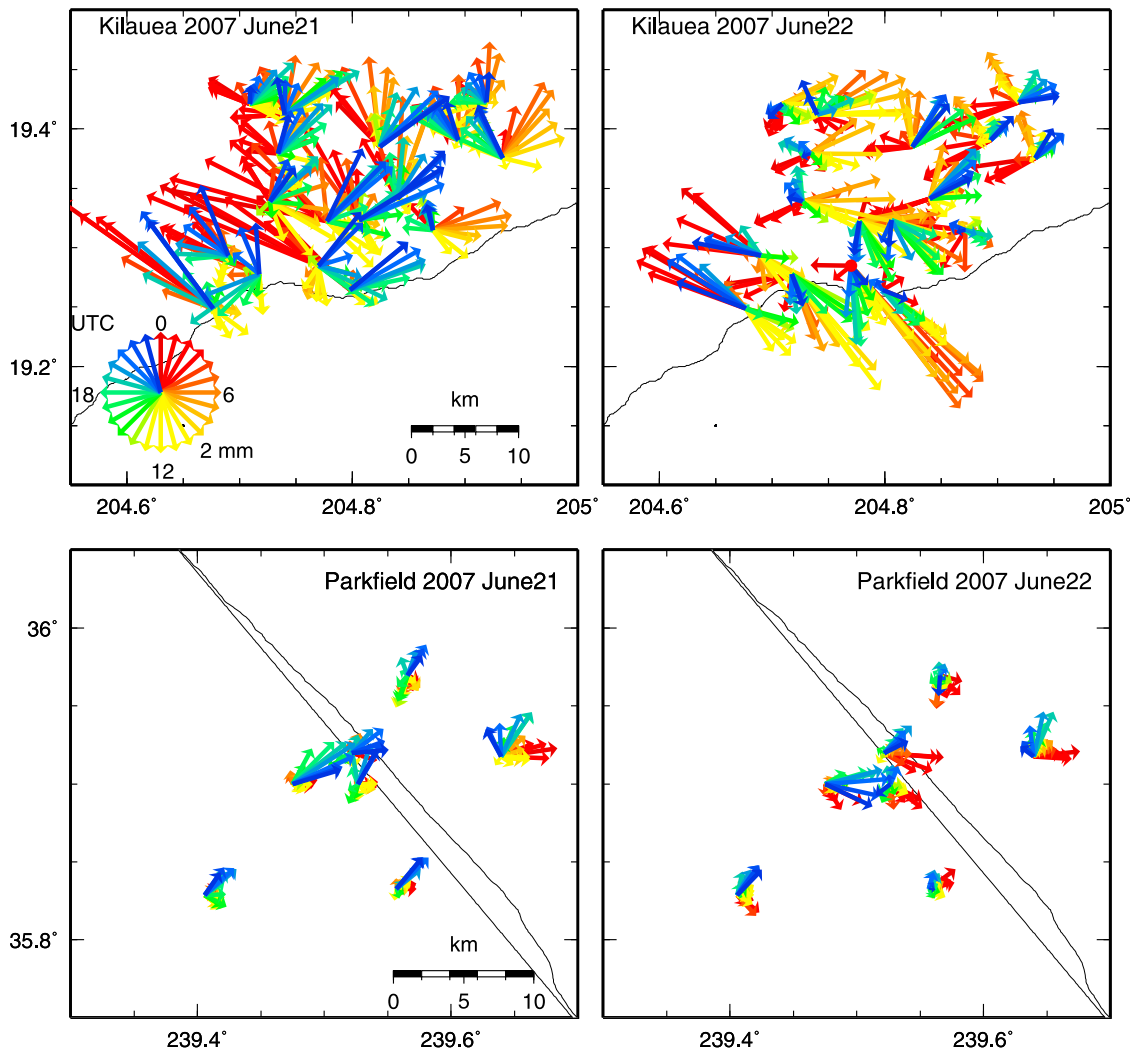 Kilauea 2007 June21
Kilauea 2007 June22
19.4°
19.2°
UTC
0
6
12
18
2 mm
km
0 5 10
204.6° 204.8° 205°
204.6° 204.8° 205°
Parkfield 2007 June21
Parkfield 2007 June22
36°
35.8°
km
0 5 10
239.4° 239.6°
239.4° 239.6°